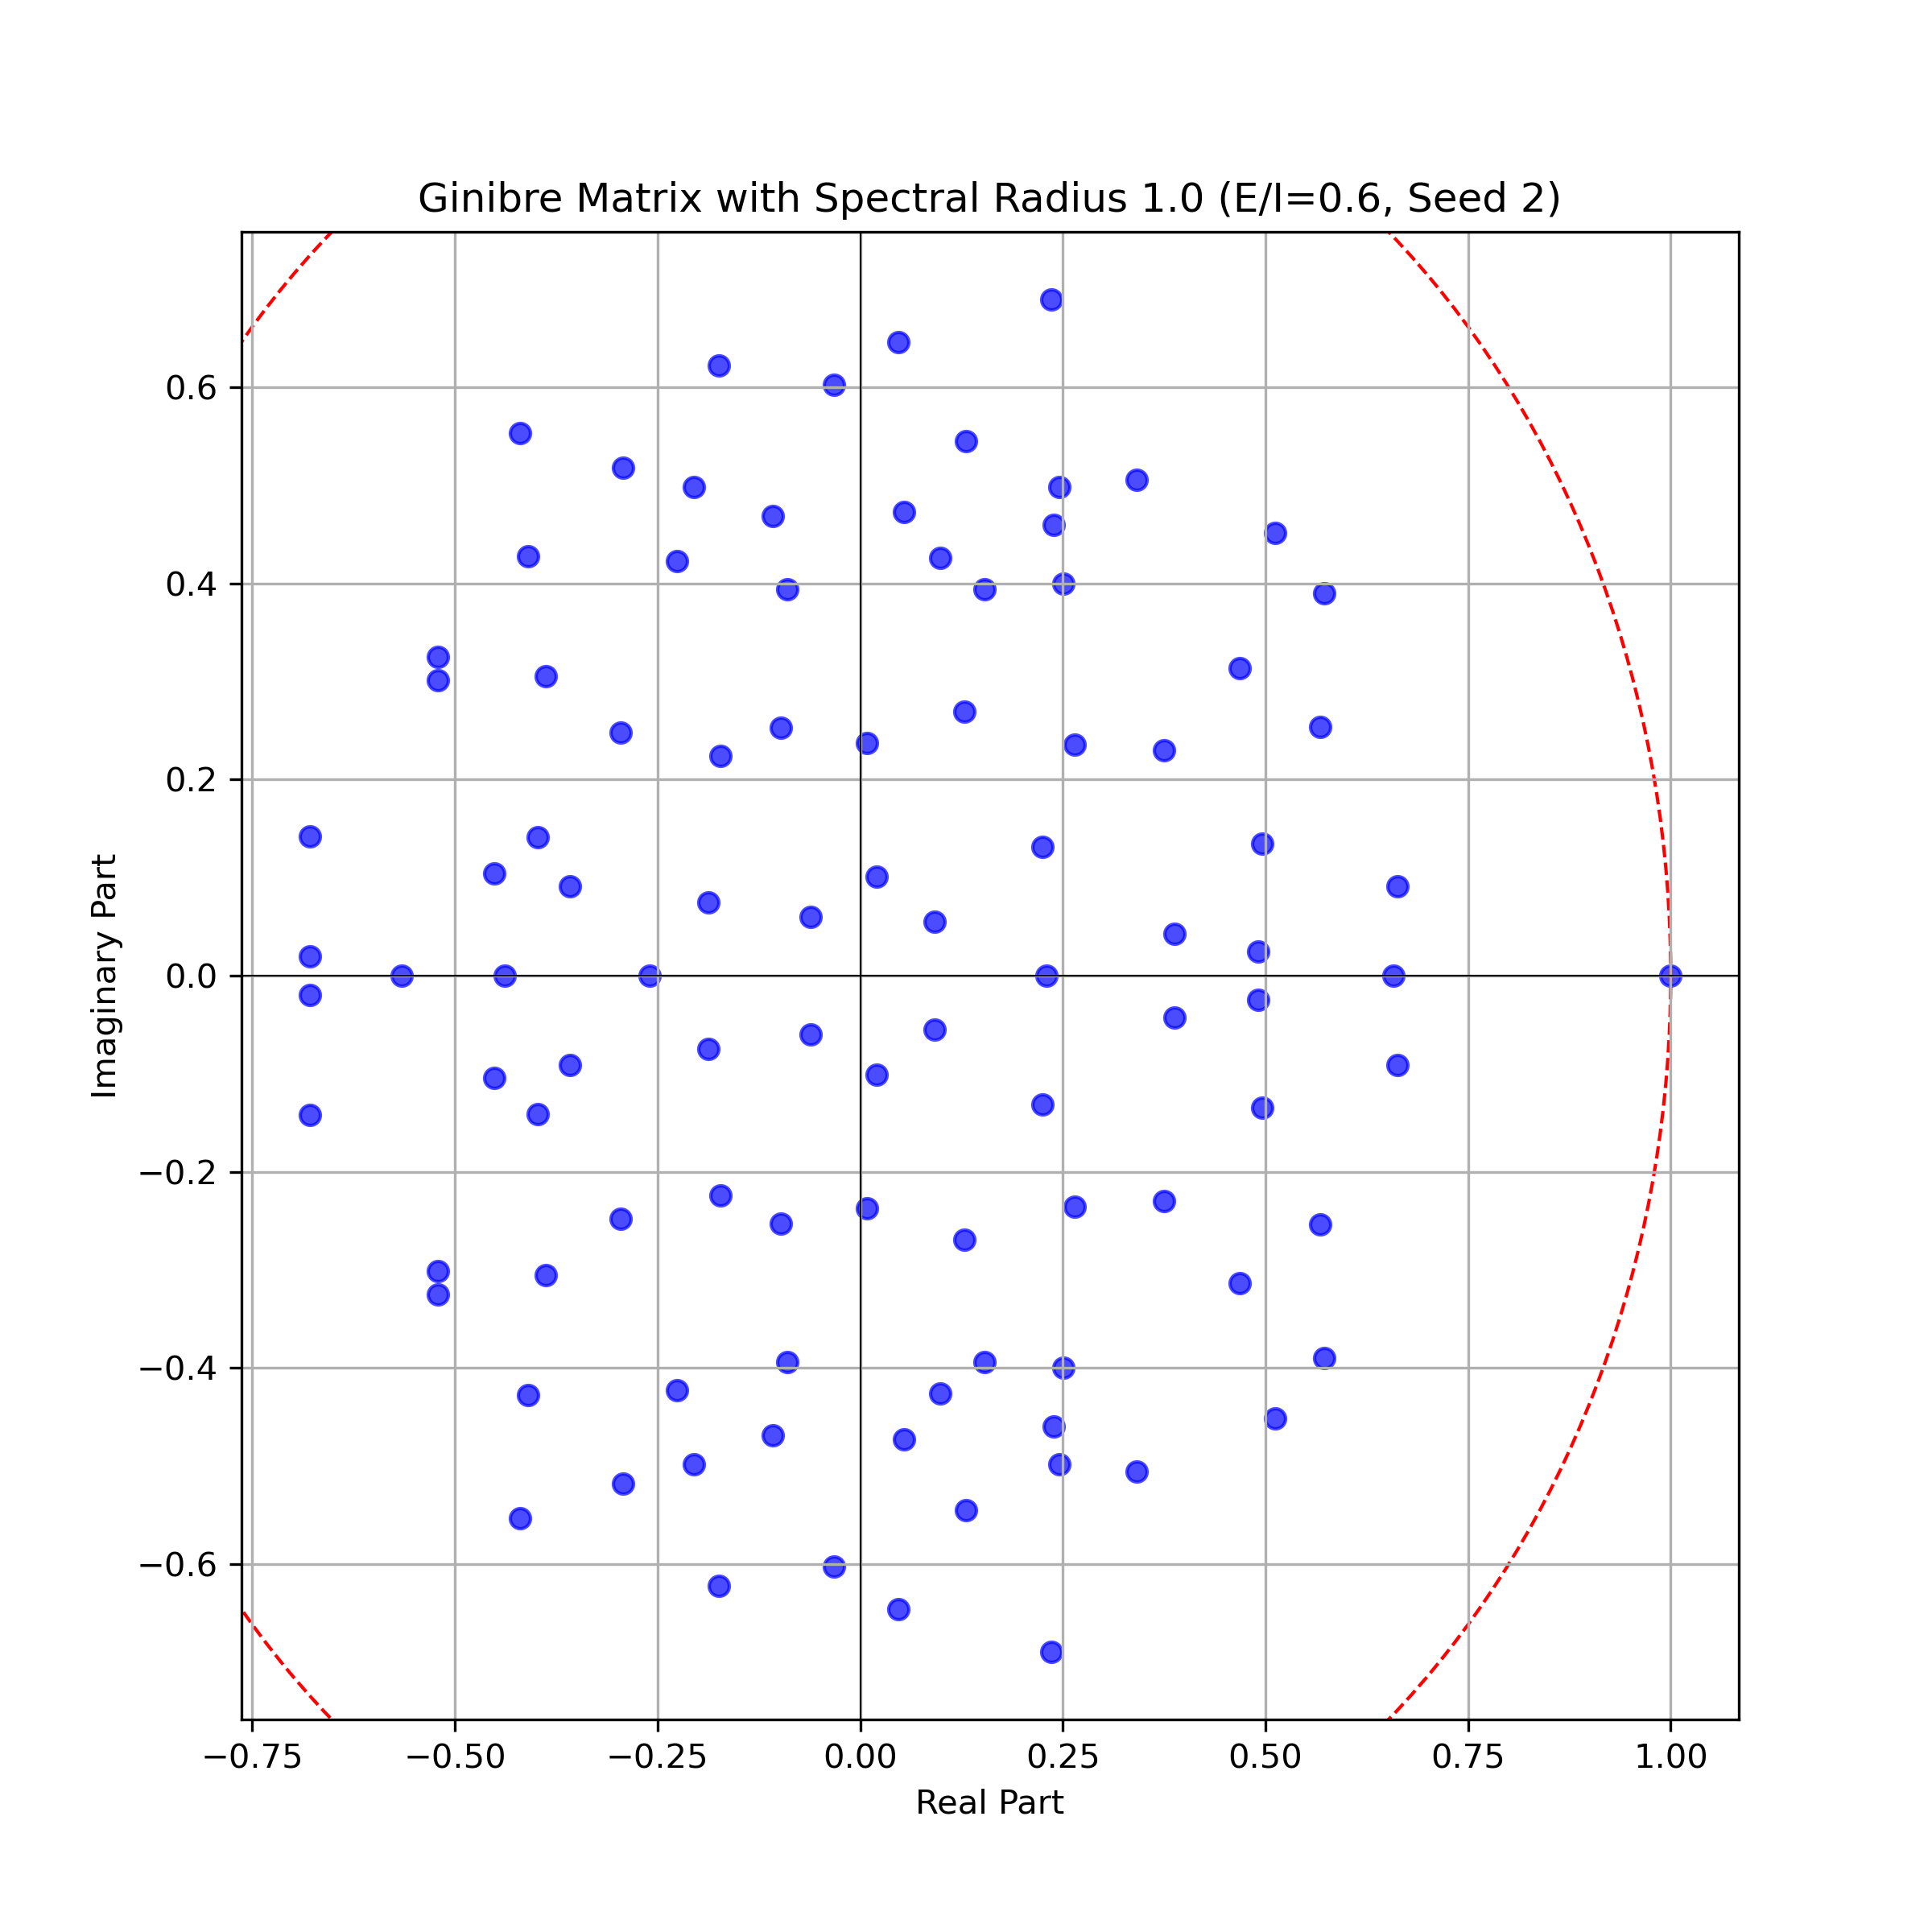 Ginibre Matrix with Spectral Radius 1.0 (E/I=0.6, Seed 2)
Imaginary Part
0.6
0.4
0.2
0.0
−0.2
−0.4
−0.6
−0.75 −0.50 −0.25 0.00 0.25 0.50 0.75 1.00
Real Part